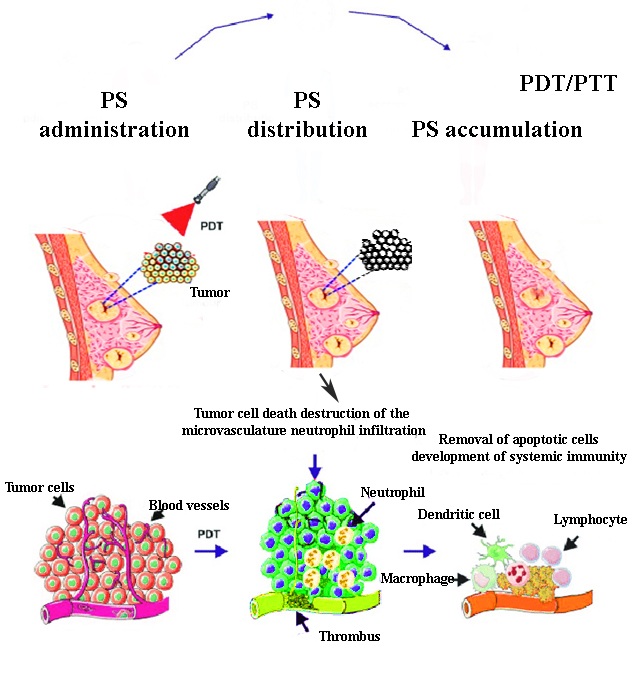 PDT/PTT
PS
administration
PS
distribution
PS accumulation
PDT
Tumor
Tumor cell death destruction of the
microvasculature neutrophil infiltration
Removal of apoptotic cells
development of systemic immunity
Tumor cells
Blood vessels
PDT
Neutrophil
Thrombus
Dendritic cell
Lymphocyte
Macrophage